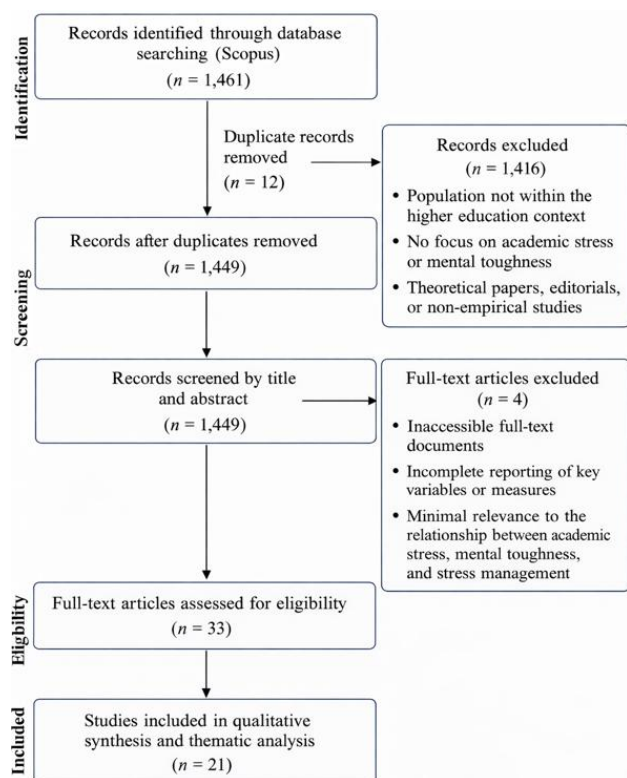 Identification
Records identified through database
searching (Scopus)
(n = 1,461)
Duplicate records
removed
(n = 12)
Records excluded
(n = 1,416)
• Population not within the
higher education context
• No focus on academic stress
or mental toughness
• Theoretical papers, editorials,
or non-empirical studies
Screening
Records after duplicates removed
(n = 1,449)
Records screened by title
and abstract
(n = 1,449)
Full-text articles excluded
(n = 4)
• Inaccessible full-text
documents
• Incomplete reporting of key
variables or measures
• Minimal relevance to the
relationship between academic
stress, mental toughness,
and stress management
Eligbility
Full-text articles assessed for eligibility
(n = 33)
Included
Studies included in qualitative
synthesis and thematic analysis
(n = 21)